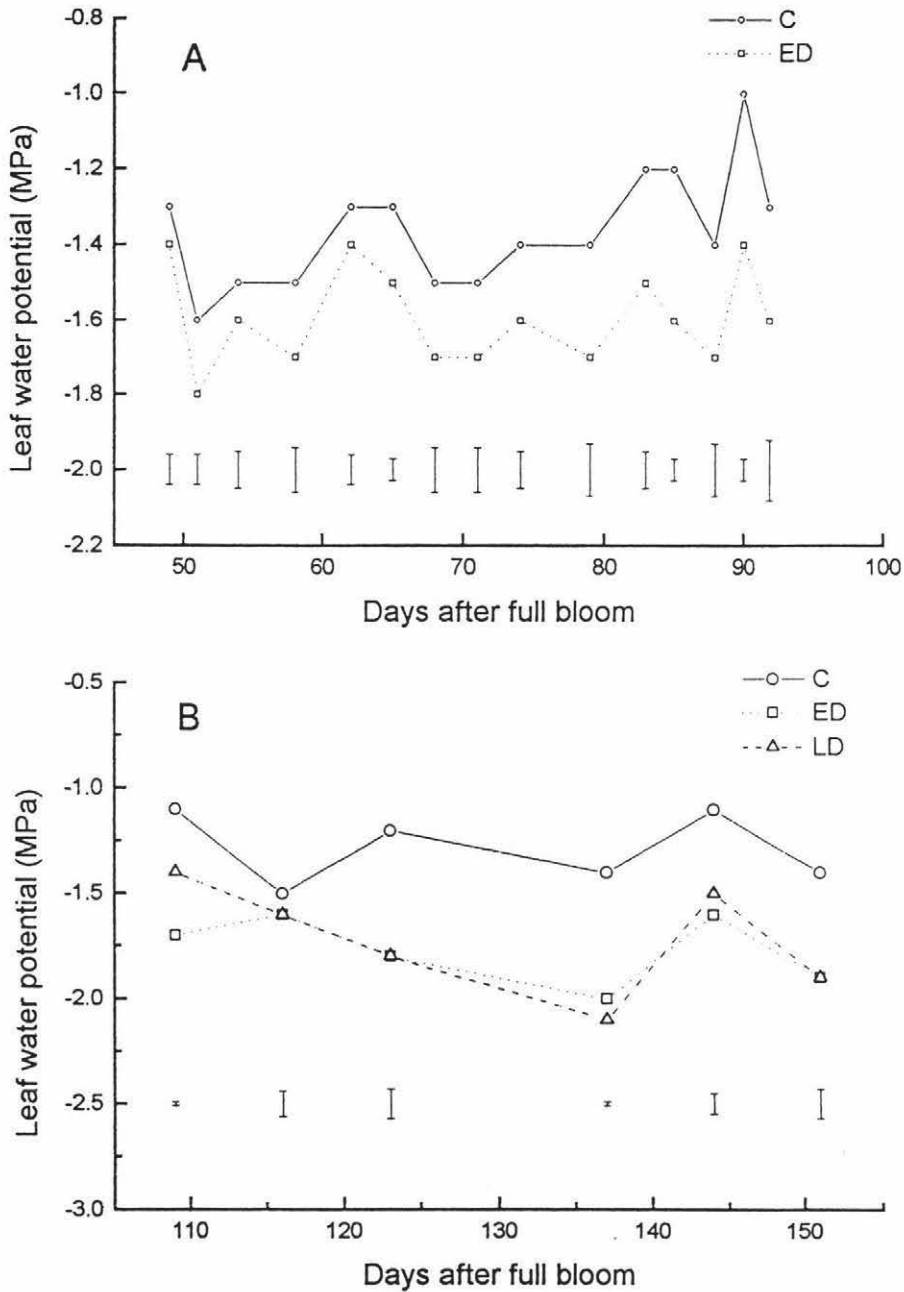 -0.8
-1.0
-1.2
-1.4
-1.6
-1.8
-2.0
-2.2
Leaf water potential (MPa)
A
C
ED
50 60 70 80 90 100
Days after full bloom
-0.5
-1.0
-1.5
-2.0
-2.5
-3.0
Leaf water potential (MPa)
B
C
ED
LD
110 120 130 140 150
Days after full bloom